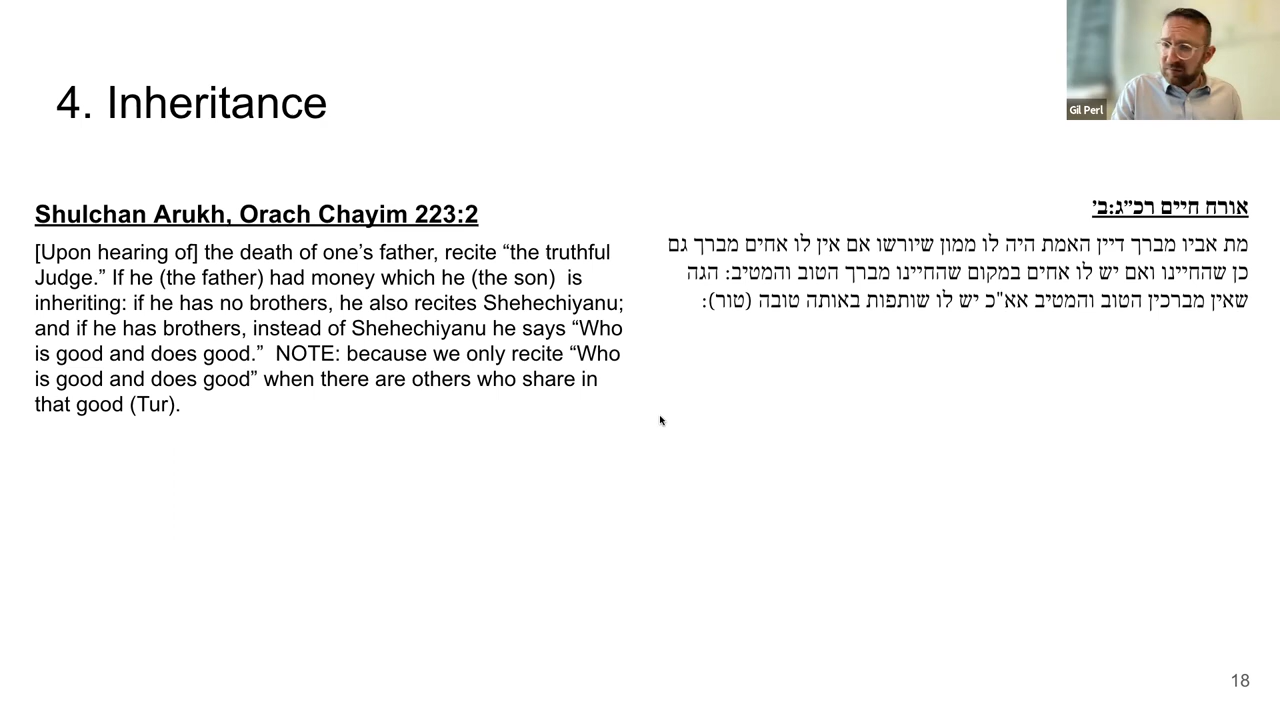 4. Inheritance
Gil Perl
Shulchan Arukh, Orach Chayim 223:2
[Upon hearing of] the death of one’s father, recite “the truthful
Judge.” If he (the father) had money which he (the son)  is
inheriting: if he has no brothers, he also recites Shehechiyanu;
and if he has brothers, instead of Shehechiyanu he says “Who
is good and does good.”  NOTE: because we only recite “Who
is good and does good” when there are others who share in
that good (Tur).
אורח חיים רכ״ג:ב׳
מת אביו מברך דיין האמת היה לו ממון שיורשו אם אין לו אחים מברך גם
כן שהחיינו ואם יש לו אחים במקום שהחיינו מברך הטוב והמטיב: הגה
שאין מברכין הטוב והמטיב אא"כ יש לו שותפות באותה טובה (טור):
18